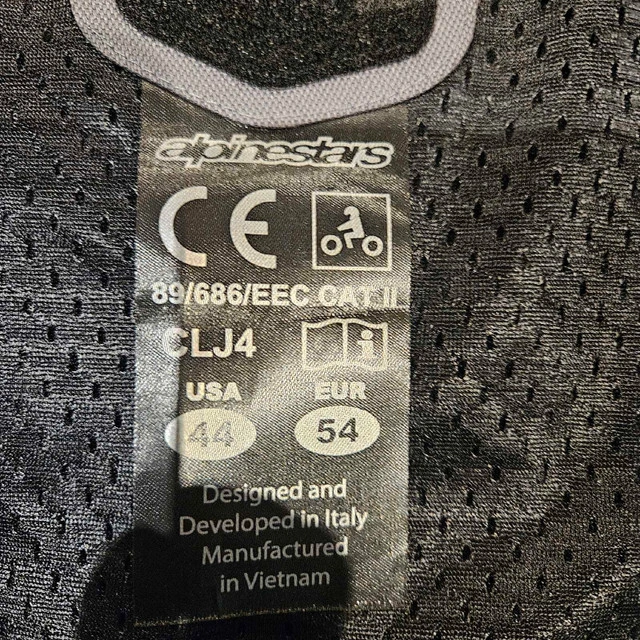 alpinestars
CE
89/686/EEC CAT II
CLJ4 i
USA EUR
44 54
Designed and
Developed in Italy
Manufactured
in Vietnam